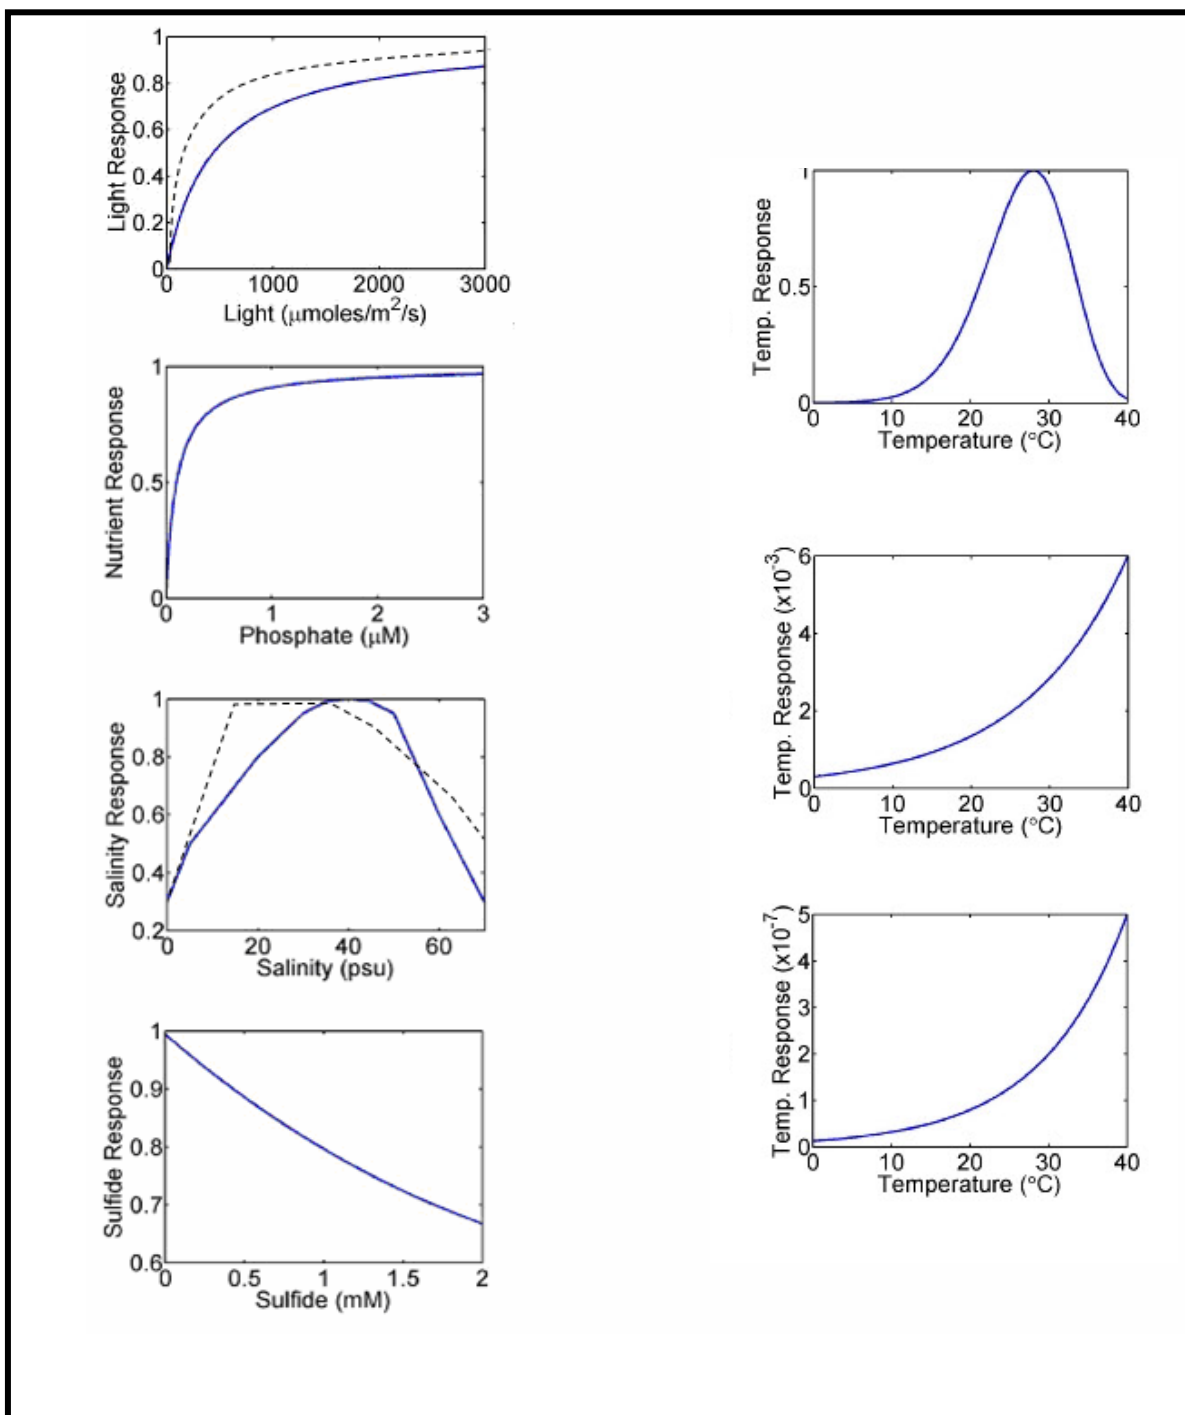 1
0.8
0.6
0.4
0.2
0
0 1000 2000 3000
Light Response
Light (μmoles/m²/s)
1
0.5
0
0 1 2 3
Nutrient Response
Phosphate (μM)
1
0.8
0.6
0.4
0.2
0 20 40 60
Salinity Response
Salinity (psu)
1
0.9
0.8
0.7
0.6
0 0.5 1 1.5 2
Sulfide Response
Sulfide (mM)
1
0.5
0
0 10 20 30 40
Temp. Response
Temperature (°C)
6
4
2
0
0 10 20 30 40
Temp. Response (x10⁻³)
Temperature (°C)
5
4
3
2
1
0
0 10 20 30 40
Temp. Response (x10⁻⁷)
Temperature (°C)